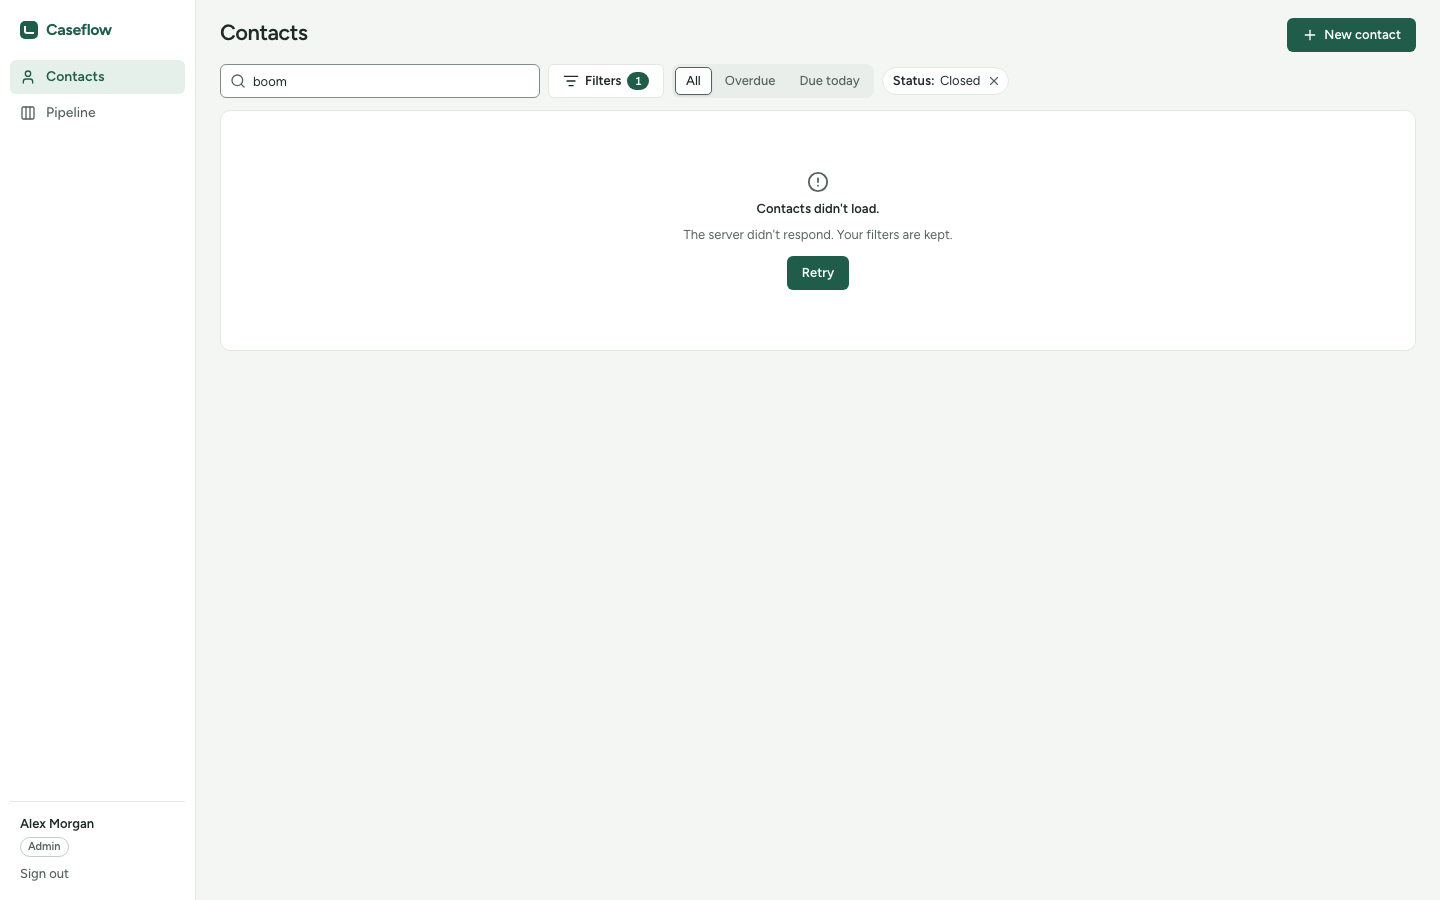 Caseflow
Contacts
Pipeline
Alex Morgan
Admin
Sign out
Contacts
New contact
boom
Filters 1
All Overdue Due today
Status: Closed
Contacts didn't load.
The server didn't respond. Your filters are kept.
Retry